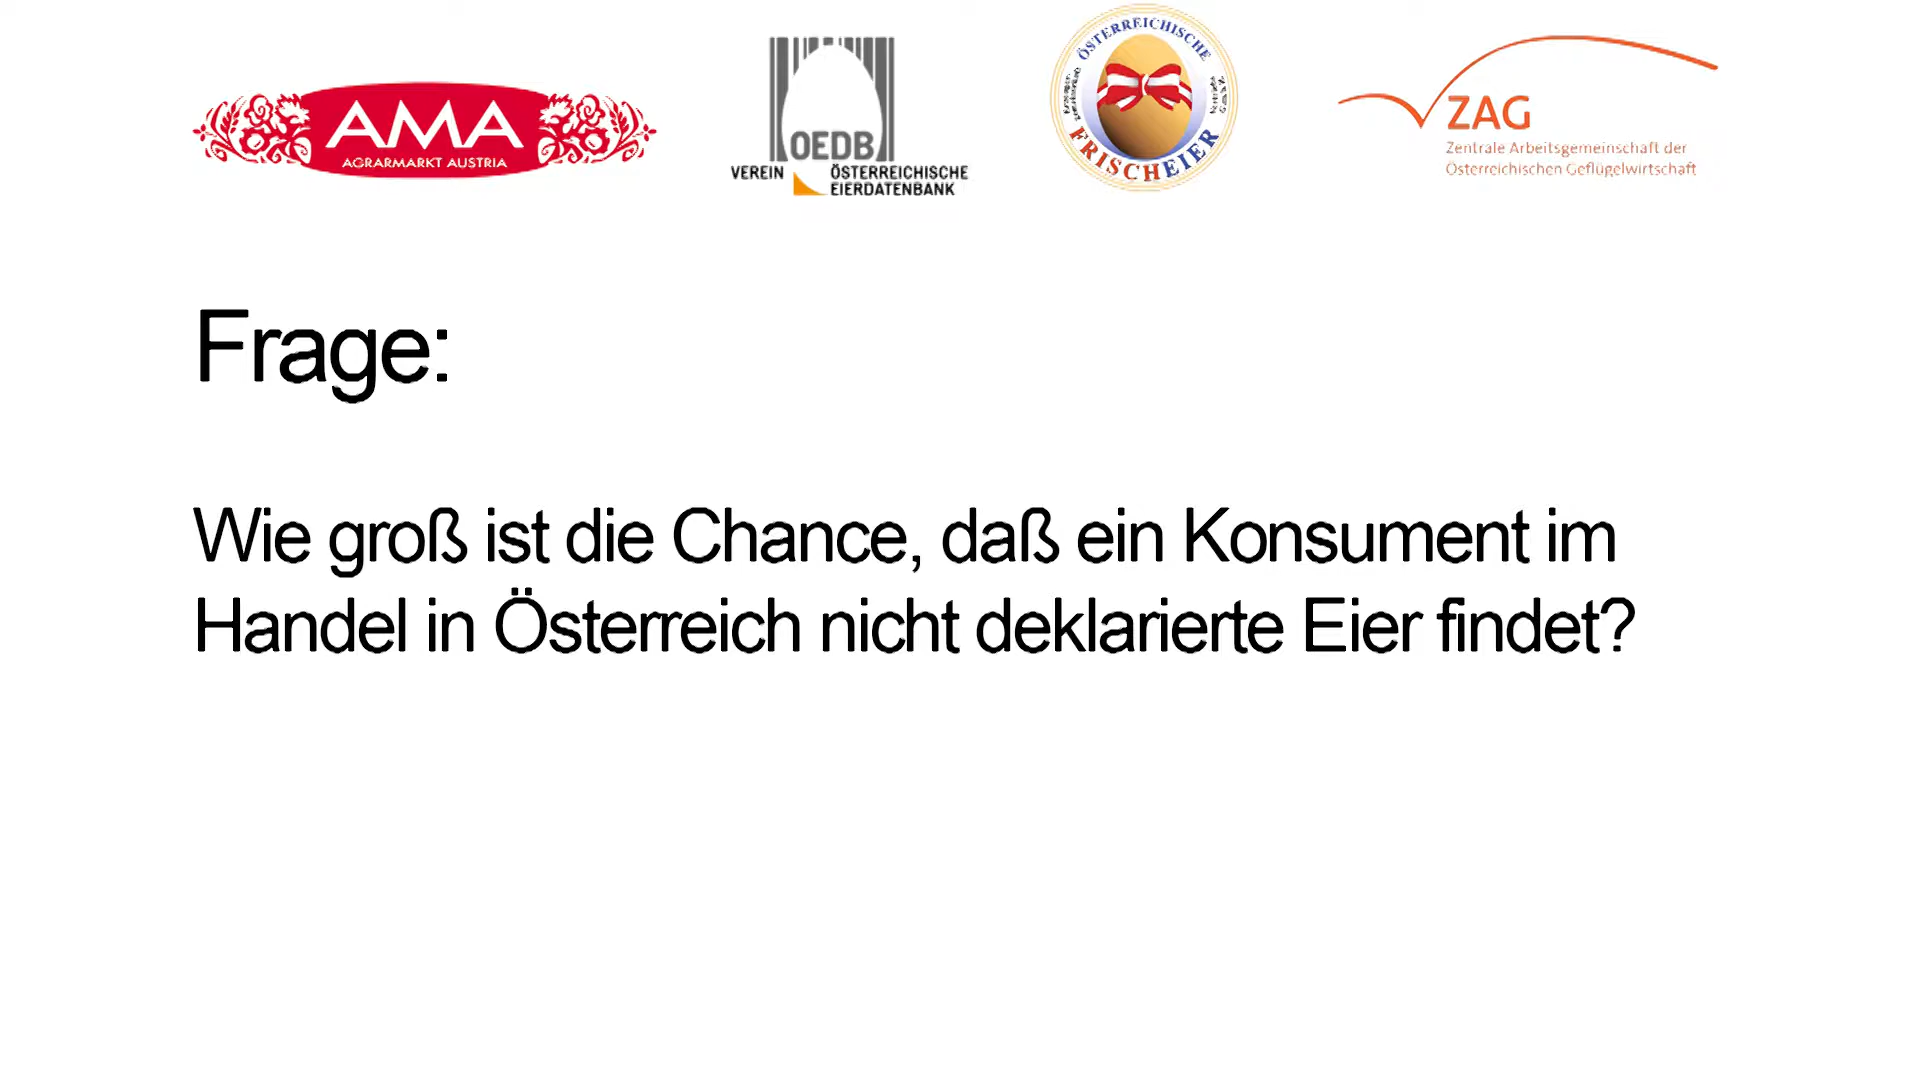 AMA
AGRARMARKT AUSTRIA
OEDB
VEREIN ÖSTERREICHISCHE
EIERDATENBANK
ÖSTERREICHISCHE
FRISCHEIER
ZAG
Zentrale Arbeitsgemeinschaft der
Österreichischen Geflügelwirtschaft
Frage:
Wie groß ist die Chance, daß ein Konsument im
Handel in Österreich nicht deklarierte Eier findet?